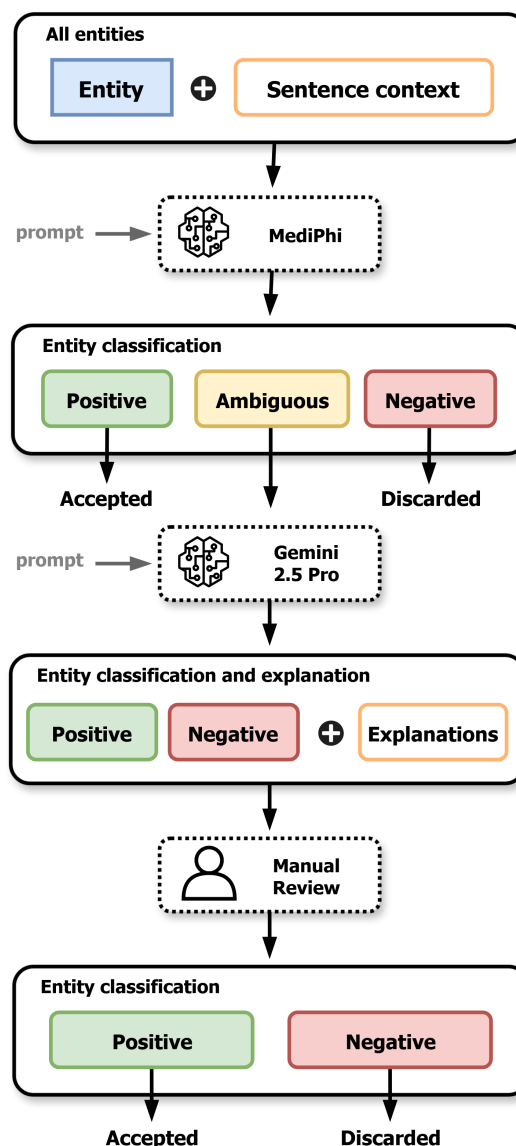 All entities
Entity
Sentence context
prompt
MediPhi
Entity classification
Positive
Ambiguous
Negative
Accepted
Discarded
prompt
Gemini
2.5 Pro
Entity classification and explanation
Positive
Negative
Explanations
Manual
Review
Entity classification
Positive
Negative
Accepted
Discarded